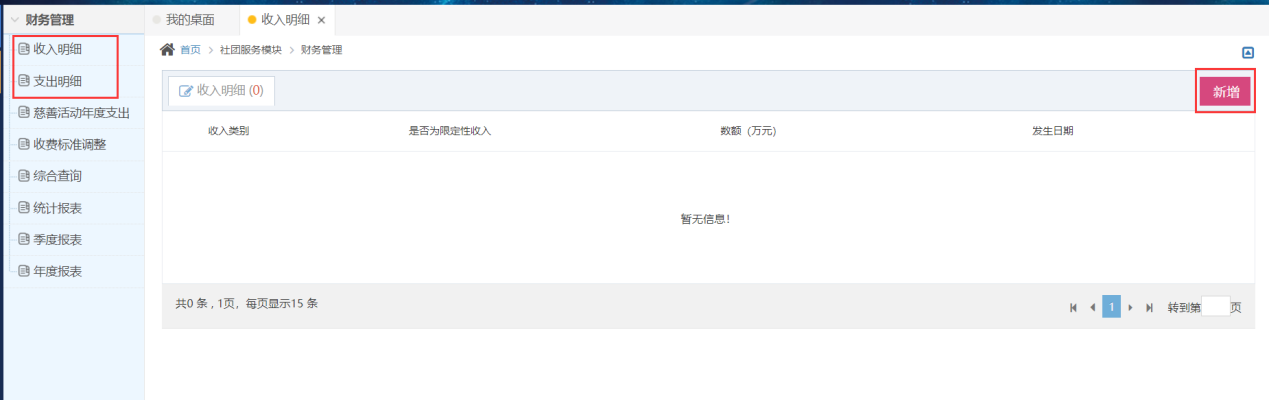 财务管理
收入明细
支出明细
慈善活动年度支出
收费标准调整
综合查询
统计报表
季度报表
年度报表
我的桌面 收入明细 ×
首页 > 社团服务模块 > 财务管理
收入明细 (0) 新增
收入类别 是否为限定性收入 数额（万元） 发生日期
暂无信息！
共0 条，1页，每页显示15 条 1 转到第 页